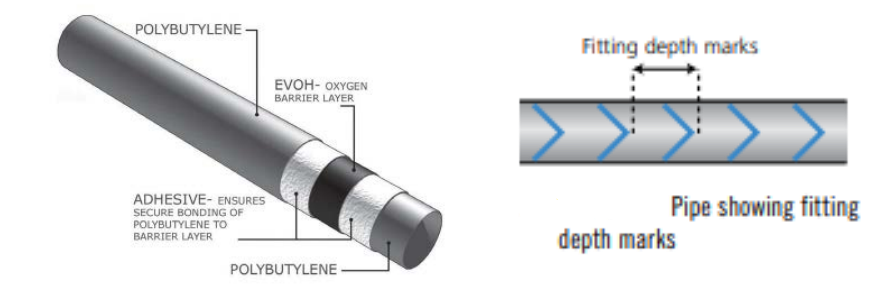 POLYBUTYLENE
EVOH- OXYGEN
BARRIER LAYER
ADHESIVE- ENSURES
SECURE BONDING OF
POLYBUTYLENE TO
BARRIER LAYER
POLYBUTYLENE
Fitting depth marks
Pipe showing fitting
depth marks